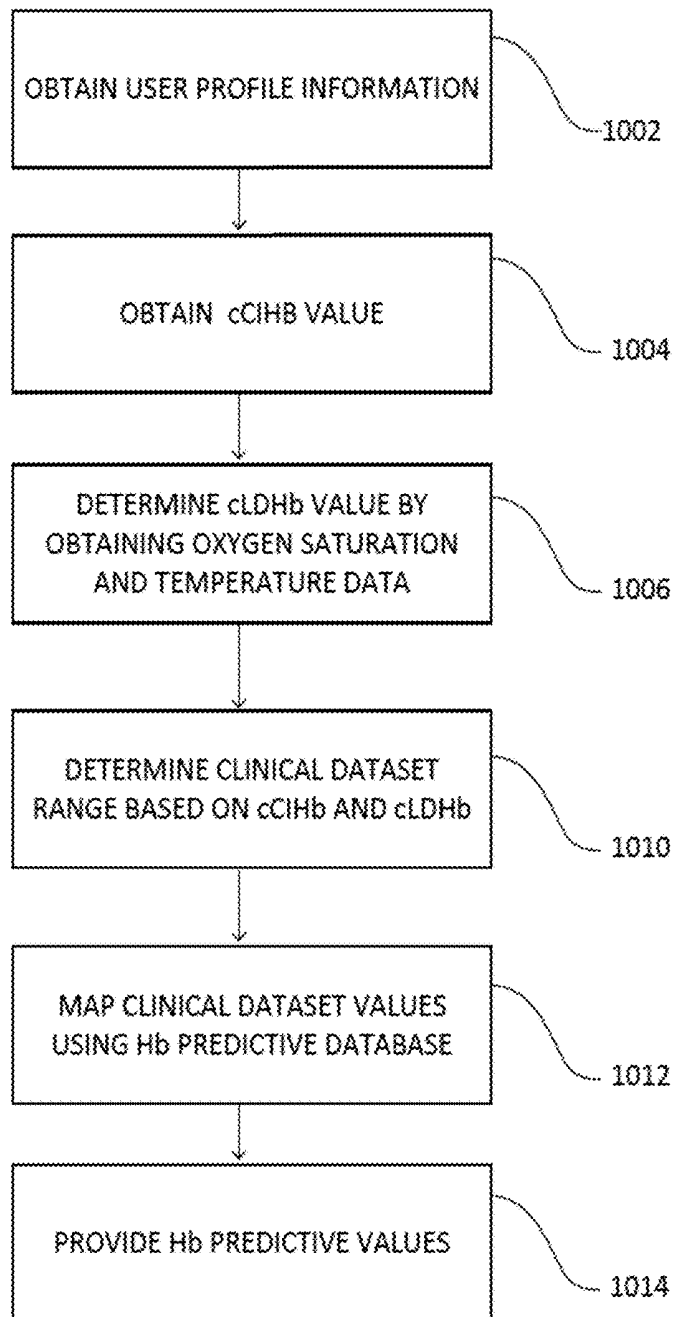 OBTAIN USER PROFILE INFORMATION
1002
OBTAIN cCIHB VALUE
1004
DETERMINE cLDHb VALUE BY
OBTAINING OXYGEN SATURATION
AND TEMPERATURE DATA
1006
DETERMINE CLINICAL DATASET
RANGE BASED ON cCIHb AND cLDHb
1010
MAP CLINICAL DATASET VALUES
USING Hb PREDICTIVE DATABASE
1012
PROVIDE Hb PREDICTIVE VALUES
1014